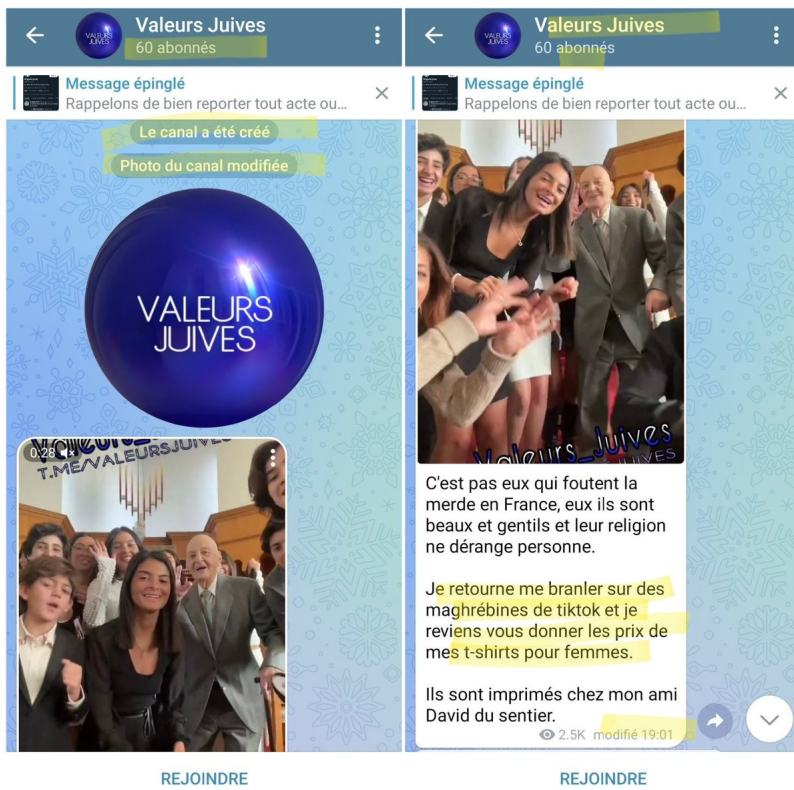 Valeurs Juives
60 abonnés
Message épinglé
Rappelons de bien reporter tout acte ou...
Le canal a été créé
Photo du canal modifiée
VALEURS
JUIVES
0:28
T.ME/VALEURSJUIVES
REJOINDRE
Valeurs Juives
60 abonnés
Message épinglé
Rappelons de bien reporter tout acte ou...
Valeurs_Juives
C'est pas eux qui foutent la
merde en France, eux ils sont
beaux et gentils et leur religion
ne dérange personne.
Je retourne me branler sur des
maghrébines de tiktok et je
reviens vous donner les prix de
mes t-shirts pour femmes.
Ils sont imprimés chez mon ami
David du sentier.
2.5K modifié 19:01
REJOINDRE